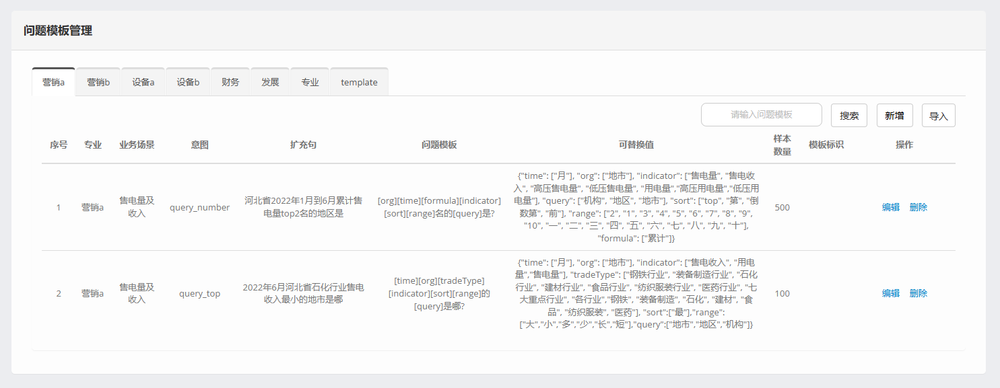 问题模板管理
营销a
营销b
设备a
设备b
财务
发展
专业
template
请输入问题模板
搜索
新增
导入
序号
专业
业务场景
意图
扩充句
问题模板
可替换值
样本
数量
模板标识
操作
1
营销a
售电量及
收入
query_number
河北省2022年1月到6月累计售
电量top2名的地区是
[org][time][formula][indicator]
[sort][range]名的[query]是?
{"time": ["月"], "org": ["地市"], "indicator": ["售电量", "售电收
入", "高压售电量", "低压售电量", "用电量","高压用电量","低压用
电量"], "query": ["机构", "地区", "地市"], "sort": ["top", "第", "倒
数第", "前"], "range": ["2", "1", "3", "4", "5", "6", "7", "8", "9",
"10", "一", "二", "三", "四", "五", "六", "七", "八", "九", "十"],
"formula": ["累计"]}
500
编辑
删除
2
营销a
售电量及
收入
query_top
2022年6月河北省石化行业售电
收入最小的地市是哪
[time][org][tradeType]
[indicator][sort][range]的
[query]是哪?
{"time": ["月"], "org": ["地市"], "indicator": ["售电收入", "用电
量","售电量"], "tradeType": ["钢铁行业", "装备制造行业", "石化
行业", "建材行业", "食品行业", "纺织服装行业", "医药行业", "七
大重点行业", "各行业","钢铁", "装备制造", "石化", "建材", "食
品", "纺织服装", "医药"], "sort":["最"],"range":
["大","小","多","少","长","短"],"query":["地市","地区","机构"]}
100
编辑
删除